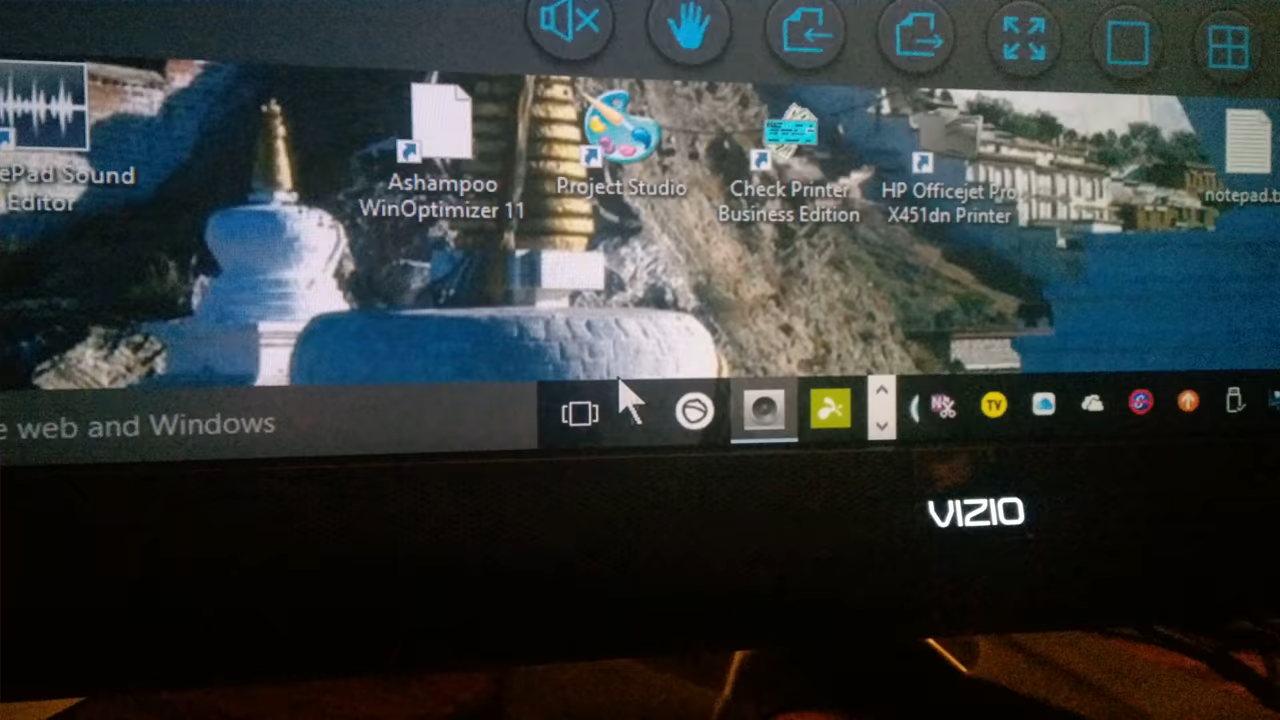 ePad Sound
Editor
Ashampoo
WinOptimizer 11
Project Studio
Check Printer
Business Edition
HP Officejet Pro
X451dn Printer
notepad.t
e web and Windows
TV
VIZIO